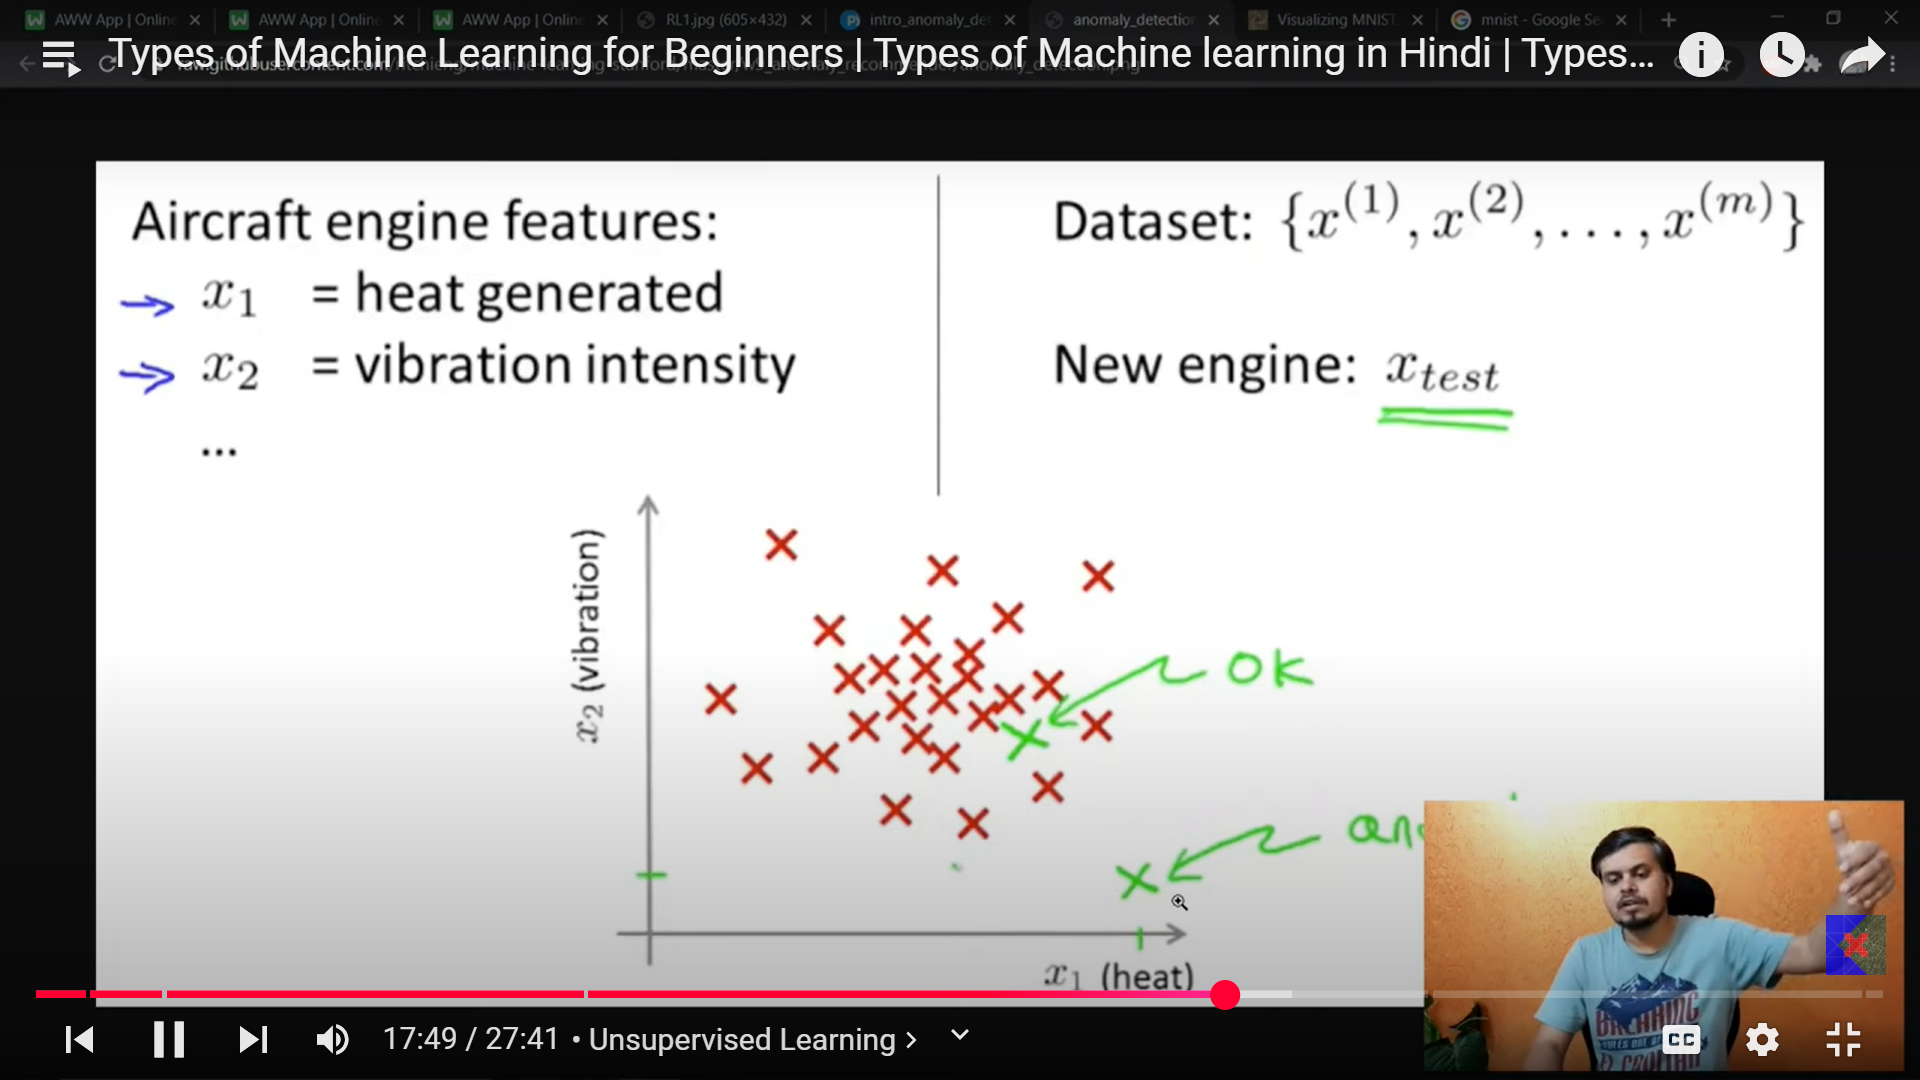 AWW App | Online
AWW App | Online
AWW App | Online
RL1.jpg (605×432)
intro_anomaly_de
anomaly_detection
Visualizing MNIST
mnist - Google Se
Types of Machine Learning for Beginners | Types of Machine learning in Hindi | Types...
Aircraft engine features:
x₁ = heat generated
x₂ = vibration intensity
...
Dataset: {x⁽¹⁾, x⁽²⁾, . . . , x⁽ᵐ⁾}
New engine: x_test
x₂ (vibration)
OK
x₁ (heat)
17:49 / 27:41 • Unsupervised Learning
CC